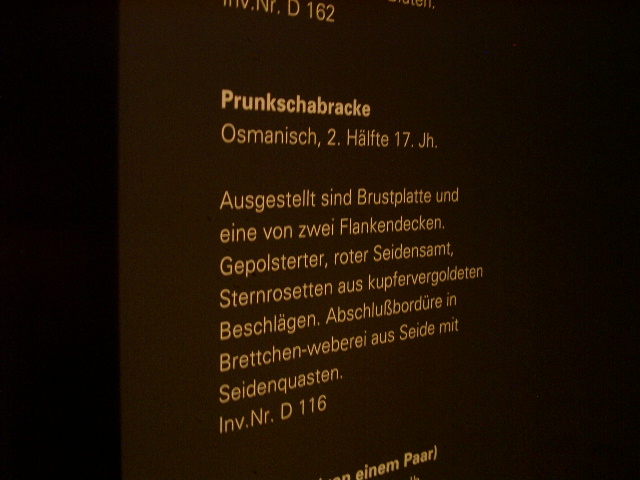 Inv.Nr. D 162
Prunkschabracke
Osmanisch, 2. Hälfte 17. Jh.
Ausgestellt sind Brustplatte und
eine von zwei Flankendecken.
Gepolsterter, roter Seidensamt,
Sternrosetten aus kupfervergoldeten
Beschlägen. Abschlußbordüre in
Brettchen-weberei aus Seide mit
Seidenquasten.
Inv.Nr. D 116
einem Paar)